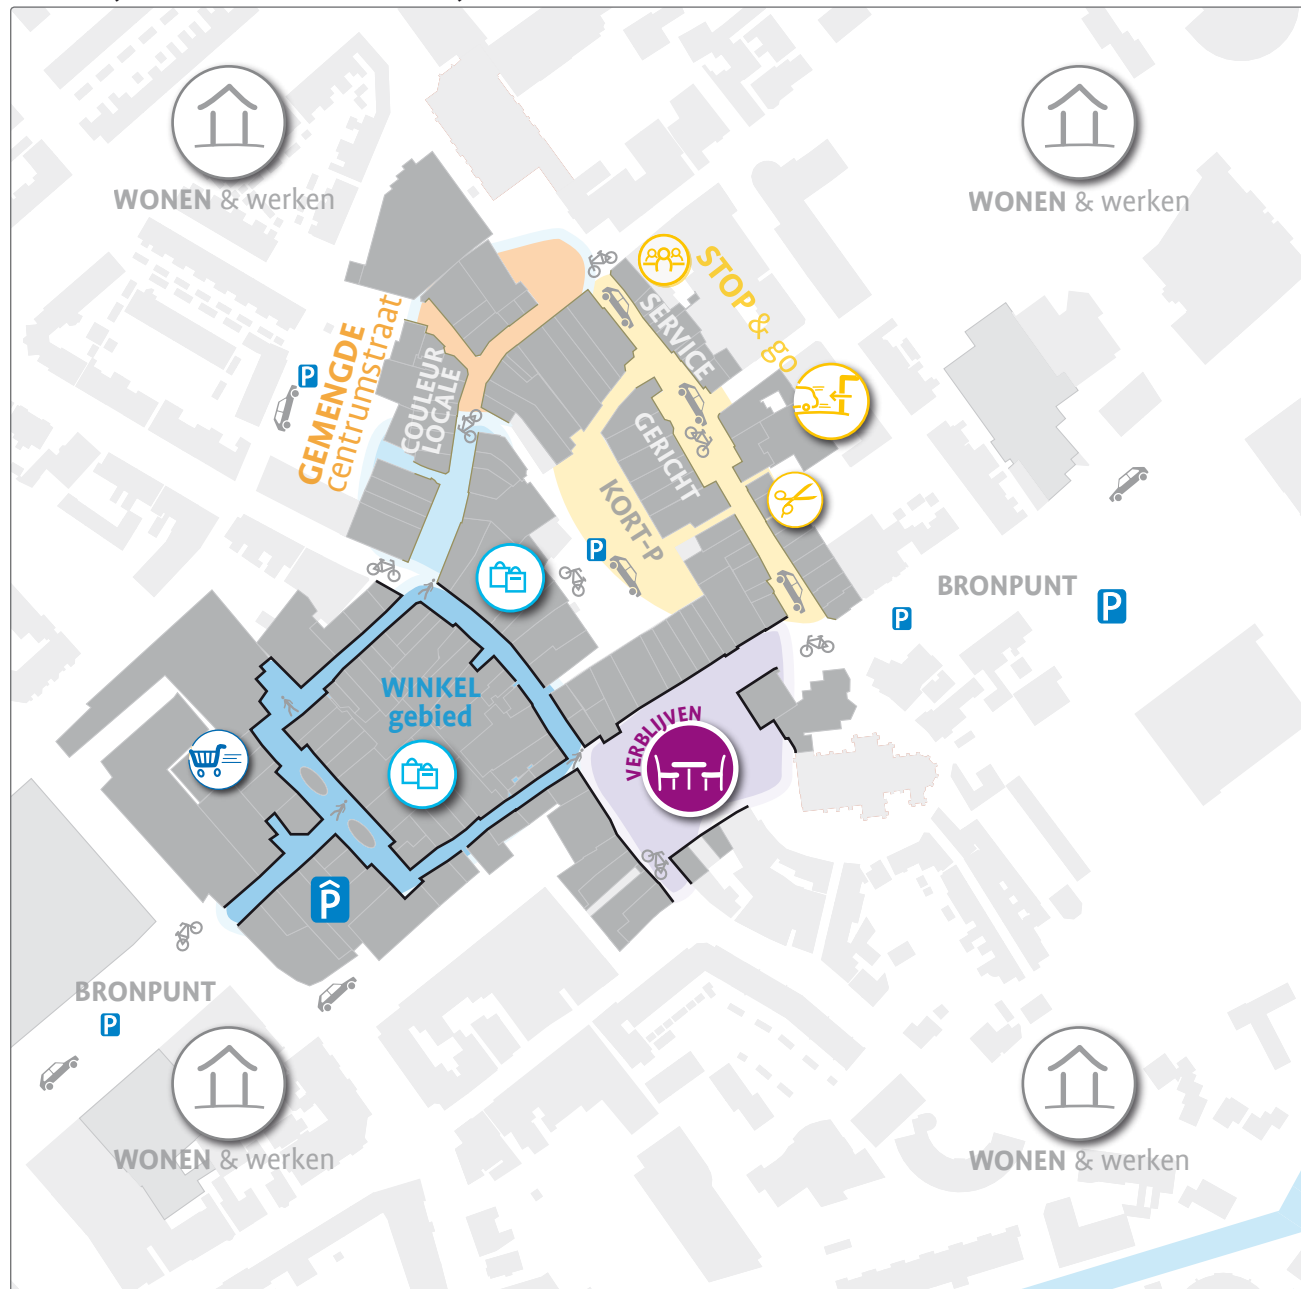 WONEN & werken
WONEN & werken
STOP & go
SERVICE
GEMENGDE
centrumstraat
P
COULEUR
LOCALE
GERICHT
KORT-P
P
BRONPUNT
P
P
WINKEL
gebied
VERBLIJVEN
P
BRONPUNT
P
WONEN & werken
WONEN & werken